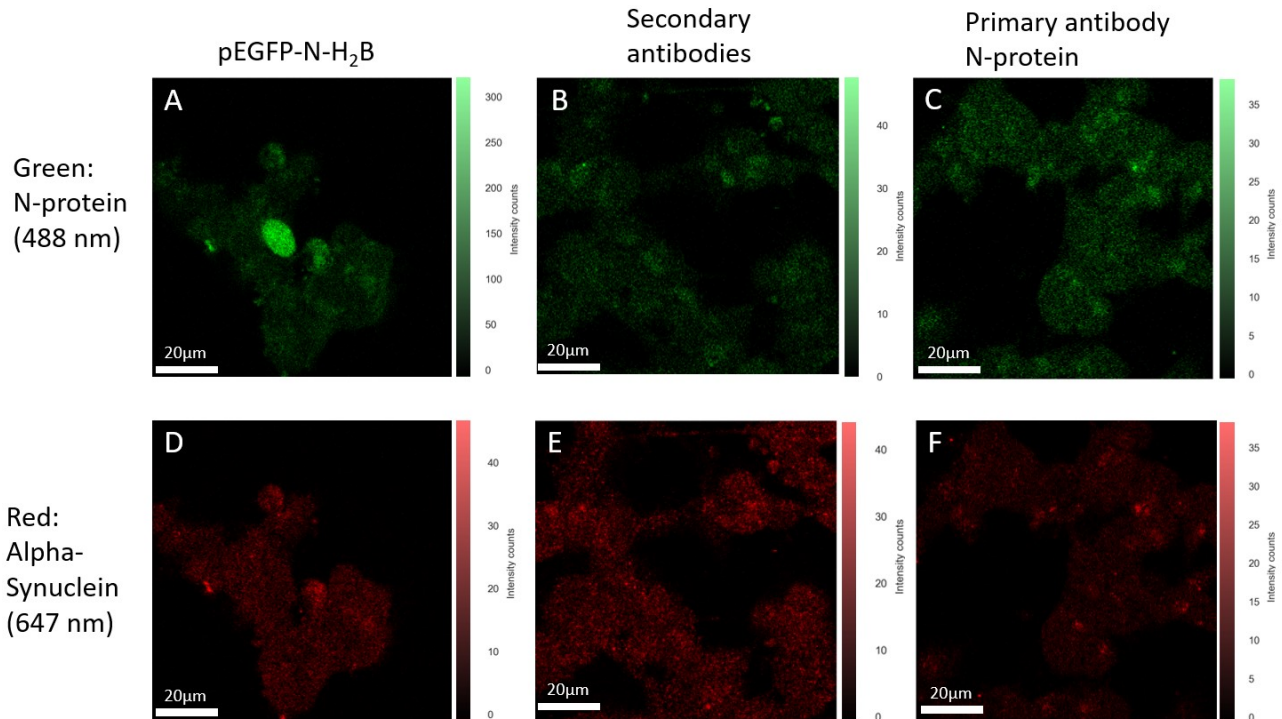 pEGFP-N-H₂B
Secondary
antibodies
Primary antibody
N-protein
Green:
N-protein
(488 nm)
A
300
250
200
150
100
50
0
Intensity counts
20µm
B
40
30
20
10
0
Intensity counts
20µm
C
35
30
25
20
15
10
5
0
Intensity counts
20µm
Red:
Alpha-
Synuclein
(647 nm)
D
40
30
20
10
0
Intensity counts
20µm
E
40
30
20
10
0
Intensity counts
20µm
F
35
30
25
20
15
10
5
0
Intensity counts
20µm